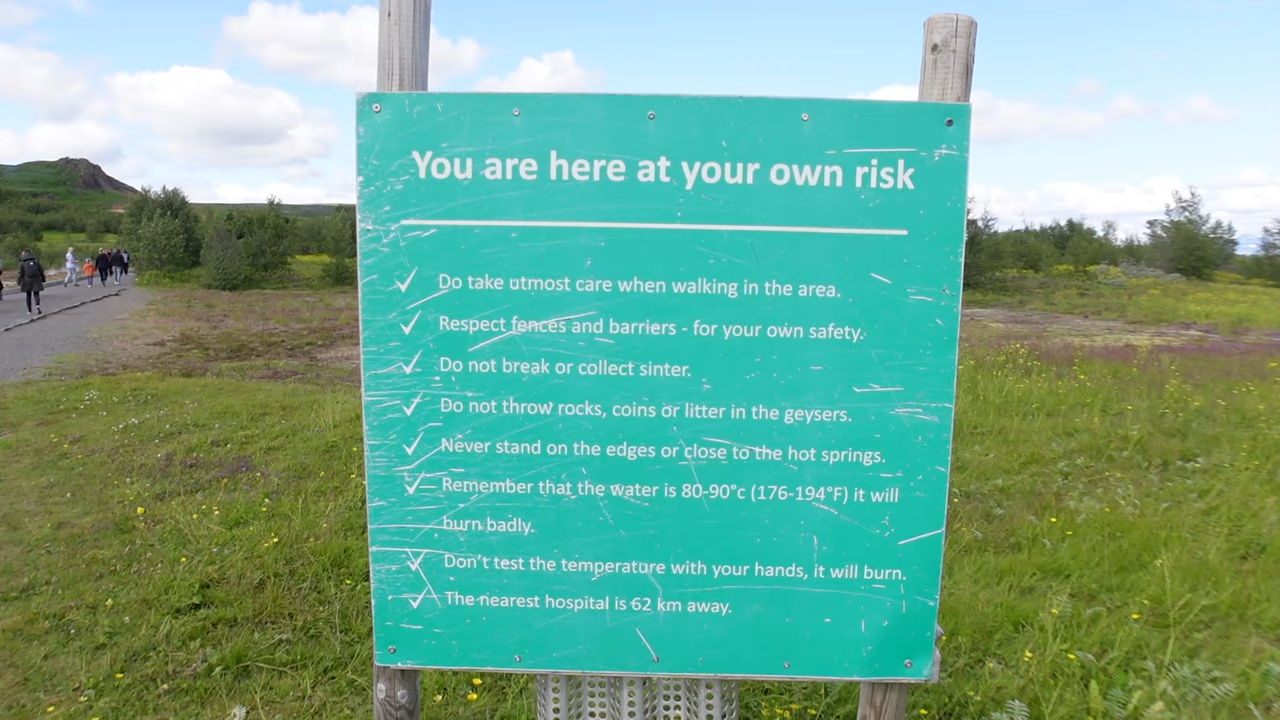 You are here at your own risk
Do take utmost care when walking in the area.
Respect fences and barriers - for your own safety.
Do not break or collect sinter.
Do not throw rocks, coins or litter in the geysers.
Never stand on the edges or close to the hot springs.
Remember that the water is 80-90°c (176-194°F) it will
burn badly.
Don't test the temperature with your hands, it will burn.
The nearest hospital is 62 km away.